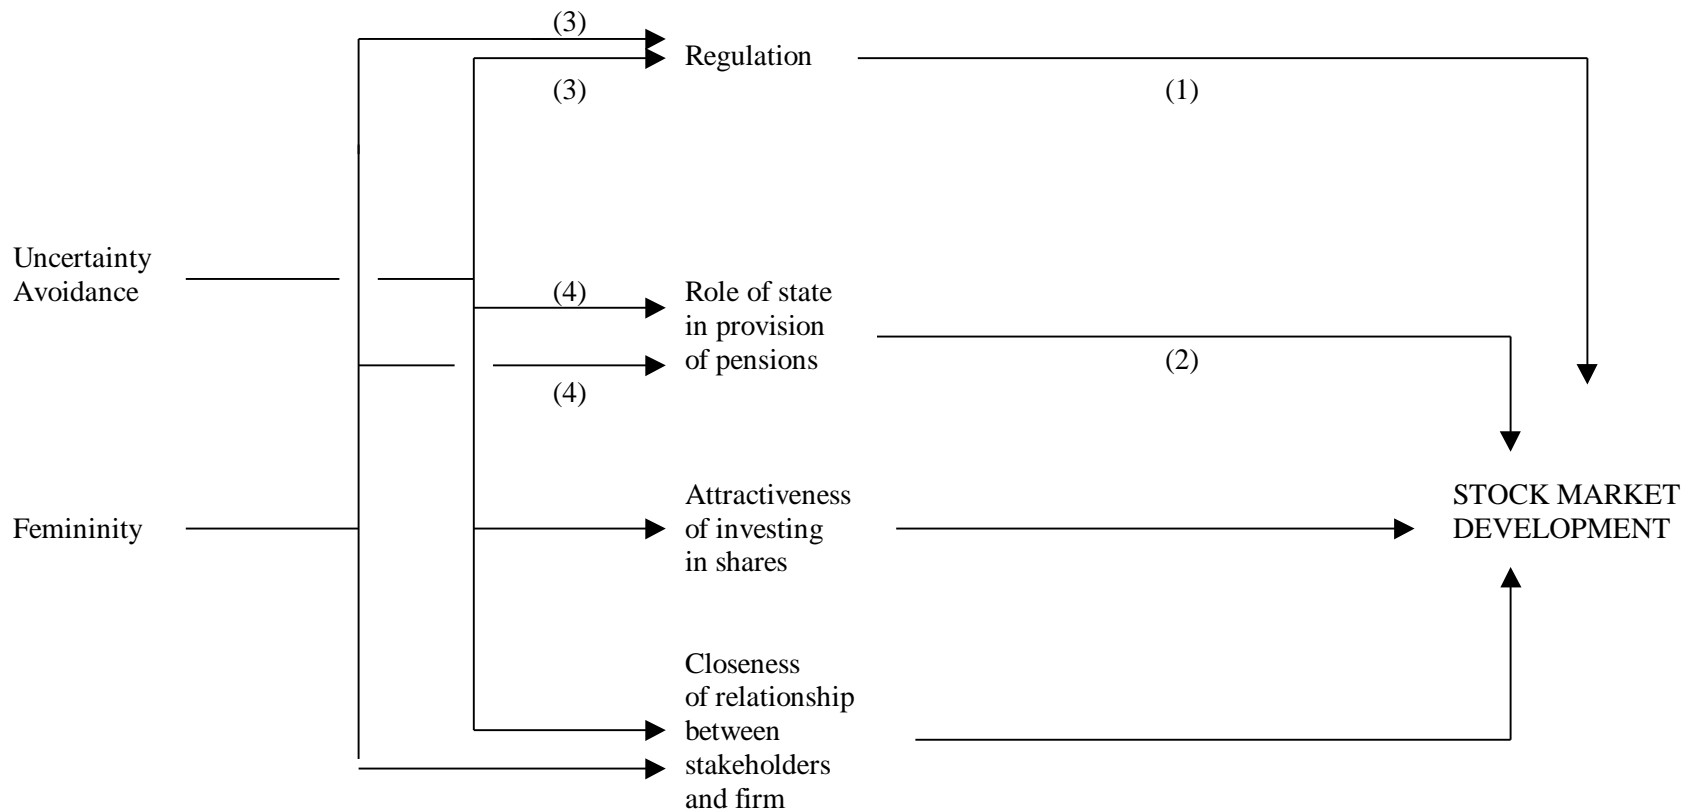 (3)
Regulation
(3)
(1)
Uncertainty
Avoidance
(4)
Role of state
in provision
of pensions
(2)
(4)
Femininity
Attractiveness
of investing
in shares
STOCK MARKET
DEVELOPMENT
Closeness
of relationship
between
stakeholders
and firm